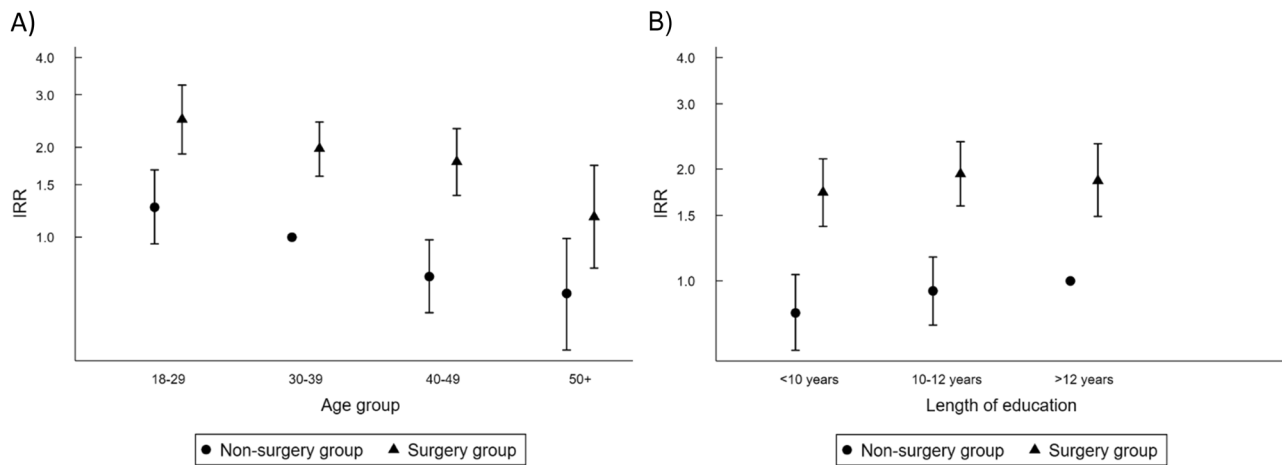 A)
4.0
3.0
2.0
1.5
1.0
IRR
18-29 30-39 40-49 50+
Age group
Non-surgery group Surgery group
B)
4.0
3.0
2.0
1.5
1.0
IRR
<10 years 10-12 years >12 years
Length of education
Non-surgery group Surgery group